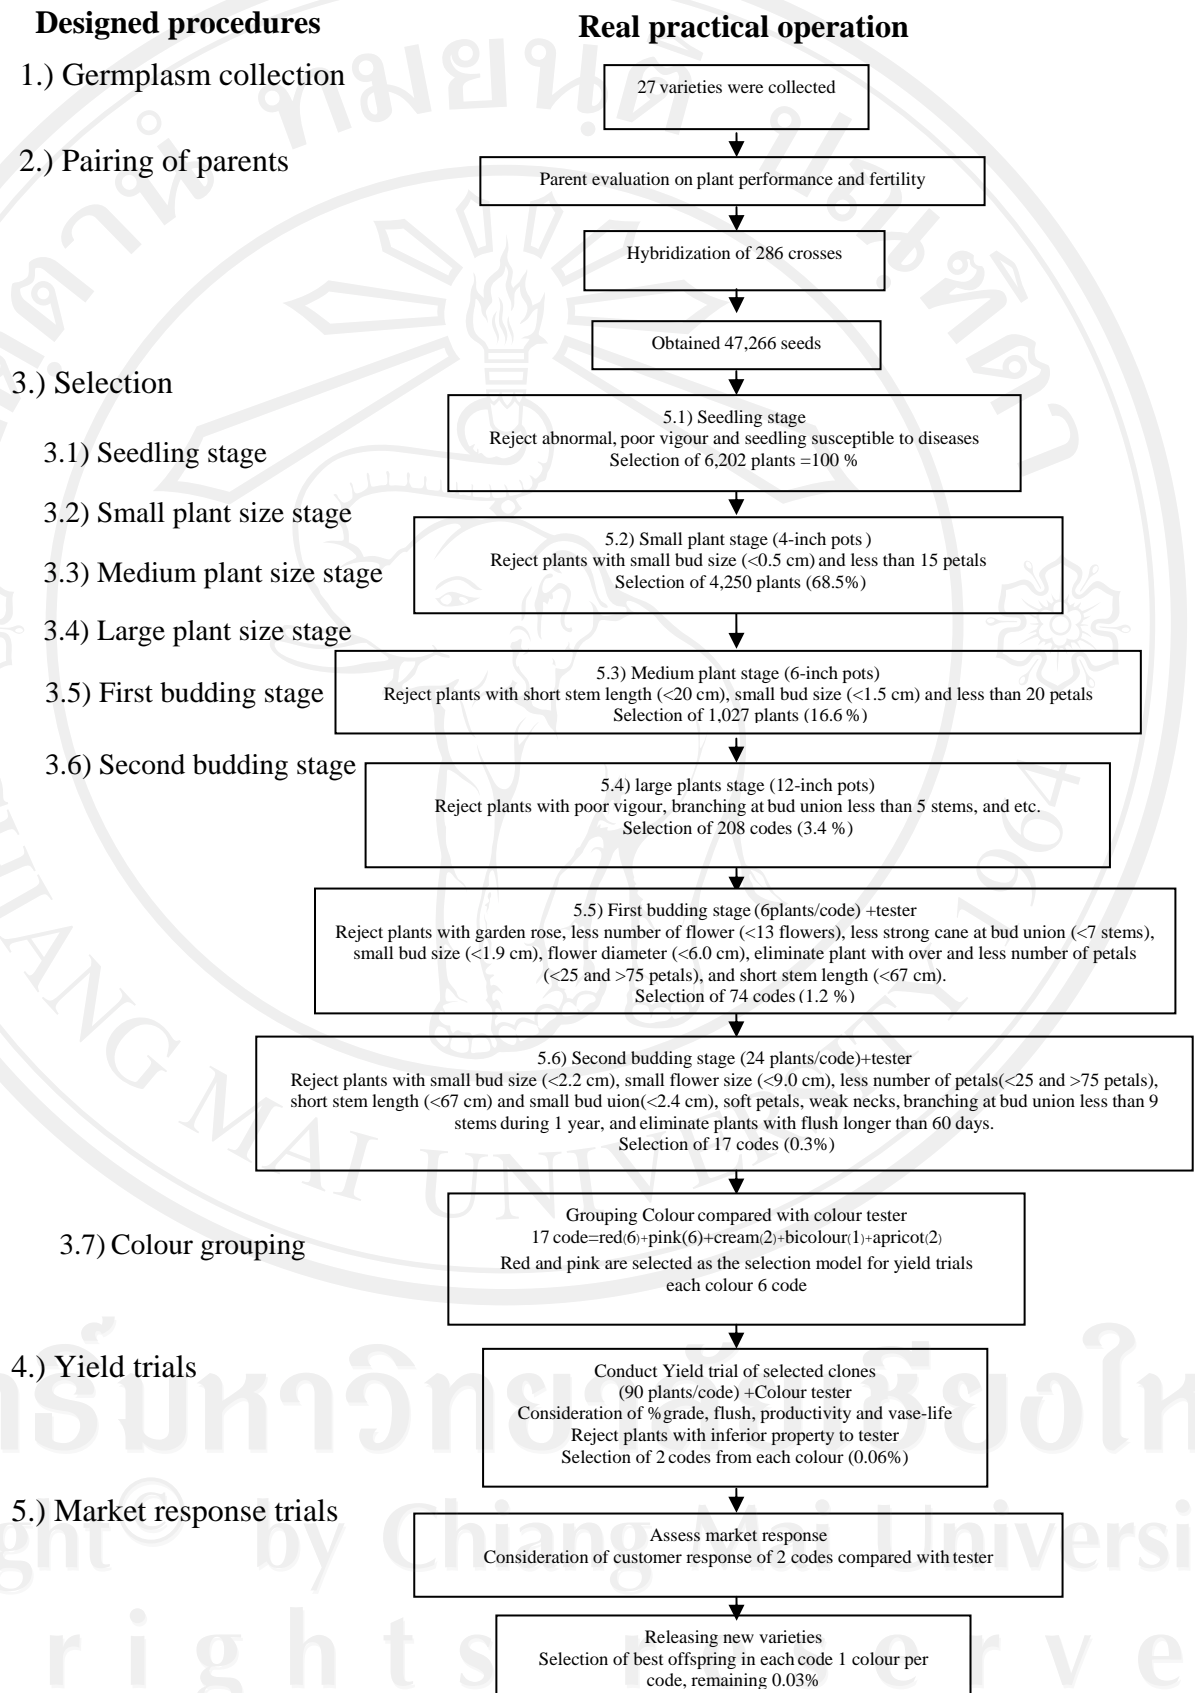 Designed procedures
Real practical operation
1.) Germplasm collection
27 varieties were collected
2.) Pairing of parents
Parent evaluation on plant performance and fertility
Hybridization of 286 crosses
Obtained 47,266 seeds
3.) Selection
3.1) Seedling stage
3.2) Small plant size stage
3.3) Medium plant size stage
3.4) Large plant size stage
3.5) First budding stage
3.6) Second budding stage
5.1) Seedling stage
Reject abnormal, poor vigour and seedling susceptible to diseases
Selection of 6,202 plants =100 %
5.2) Small plant stage (4-inch pots )
Reject plants with small bud size (<0.5 cm) and less than 15 petals
Selection of 4,250 plants (68.5%)
5.3) Medium plant stage (6-inch pots)
Reject plants with short stem length (<20 cm), small bud size (<1.5 cm) and less than 20 petals
Selection of 1,027 plants (16.6 %)
5.4) large plants stage (12-inch pots)
Reject plants with poor vigour, branching at bud union less than 5 stems, and etc.
Selection of 208 codes (3.4 %)
5.5) First budding stage (6plants/code) +tester
Reject plants with garden rose, less number of flower (<13 flowers), less strong cane at bud union (<7 stems),
small bud size (<1.9 cm), flower diameter (<6.0 cm), eliminate plant with over and less number of petals
(<25 and >75 petals), and short stem length (<67 cm).
Selection of 74 codes (1.2 %)
5.6) Second budding stage (24 plants/code)+tester
Reject plants with small bud size (<2.2 cm), small flower size (<9.0 cm), less number of petals(<25 and >75 petals),
short stem length (<67 cm) and small bud uion(<2.4 cm), soft petals, weak necks, branching at bud union less than 9
stems during 1 year, and eliminate plants with flush longer than 60 days.
Selection of 17 codes (0.3%)
3.7) Colour grouping
Grouping Colour compared with colour tester
17 code=red(6)+pink(6)+cream(2)+bicolour(1)+apricot(2)
Red and pink are selected as the selection model for yield trials
each colour 6 code
4.) Yield trials
Conduct Yield trial of selected clones
(90 plants/code) +Colour tester
Consideration of %grade, flush, productivity and vase-life
Reject plants with inferior property to tester
Selection of 2 codes from each colour (0.06%)
5.) Market response trials
Assess market response
Consideration of customer response of 2 codes compared with tester
Releasing new varieties
Selection of best offspring in each code 1 colour per
code, remaining 0.03%
CHIANG MAI UNIVERSITY 1964
ght © by Chiang Mai Universi
rights reserve